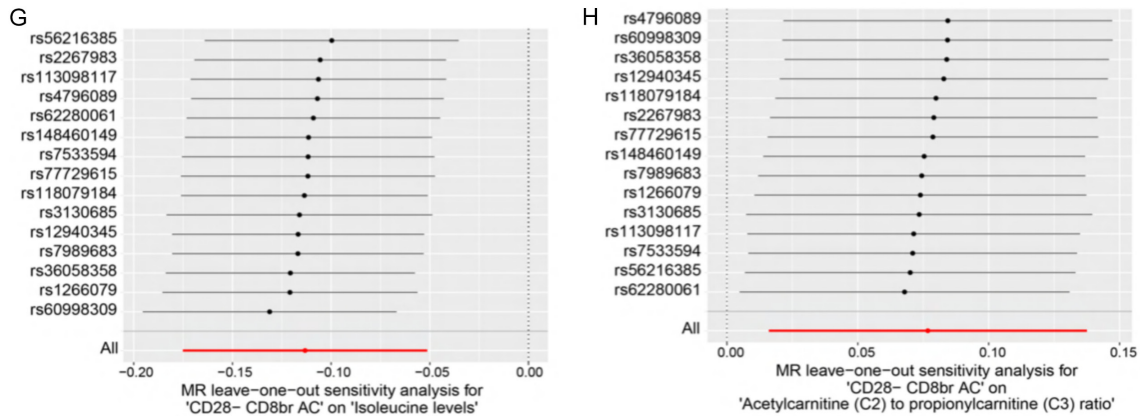 G
rs56216385
rs2267983
rs113098117
rs4796089
rs62280061
rs148460149
rs7533594
rs77729615
rs118079184
rs3130685
rs12940345
rs7989683
rs36058358
rs1266079
rs60998309
All
−0.20 −0.15 −0.10 −0.05 0.00
MR leave−one−out sensitivity analysis for
'CD28− CD8br AC' on 'Isoleucine levels'
H
rs4796089
rs60998309
rs36058358
rs12940345
rs118079184
rs2267983
rs77729615
rs148460149
rs7989683
rs1266079
rs3130685
rs113098117
rs7533594
rs56216385
rs62280061
All
0.00 0.05 0.10 0.15
MR leave−one−out sensitivity analysis for
'CD28− CD8br AC' on
'Acetylcarnitine (C2) to propionylcarnitine (C3) ratio'